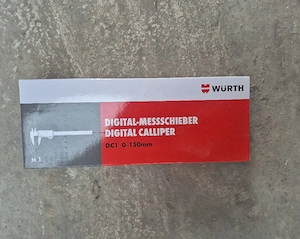 WÜRTH
DIGITAL-MESSSCHIEBER
DIGITAL CALLIPER
DC1 0-150mm